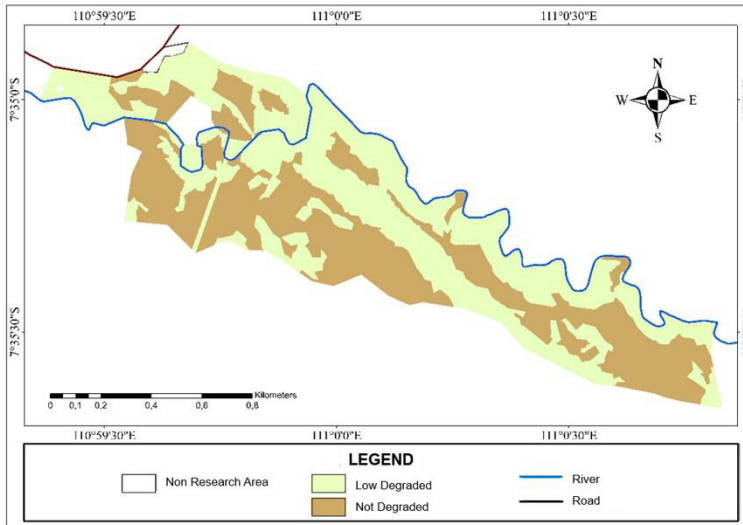 110°59'30"E 111°0'0"E 111°0'30"E
N
W E
S
7°35'0"S
7°35'30"S
Kilometers
0 0,1 0,2 0,4 0,6 0,8
110°59'30"E 111°0'0"E 111°0'30"E
LEGEND
Non Research Area
Low Degraded
Not Degraded
River
Road